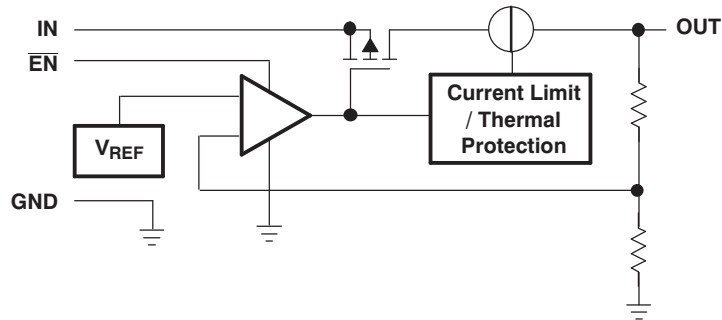 IN
OUT
EN
Current Limit
/ Thermal
Protection
VREF
GND